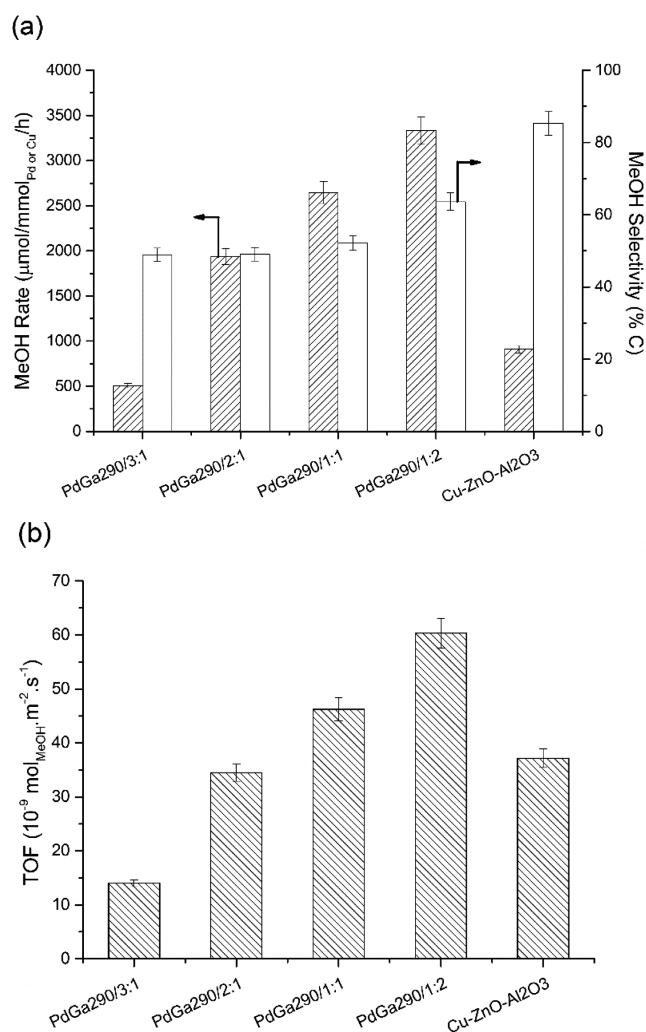 (a)
MeOH Rate (μmol/mmolPd or Cu/h)
4000
3500
3000
2500
2000
1500
1000
500
0
100
80
60
40
20
0
MeOH Selectivity (% C)
PdGa290/3:1
PdGa290/2:1
PdGa290/1:1
PdGa290/1:2
Cu-ZnO-Al2O3
(b)
TOF (10⁻⁹ molMeOH.m⁻².s⁻¹)
70
60
50
40
30
20
10
0
PdGa290/3:1
PdGa290/2:1
PdGa290/1:1
PdGa290/1:2
Cu-ZnO-Al2O3